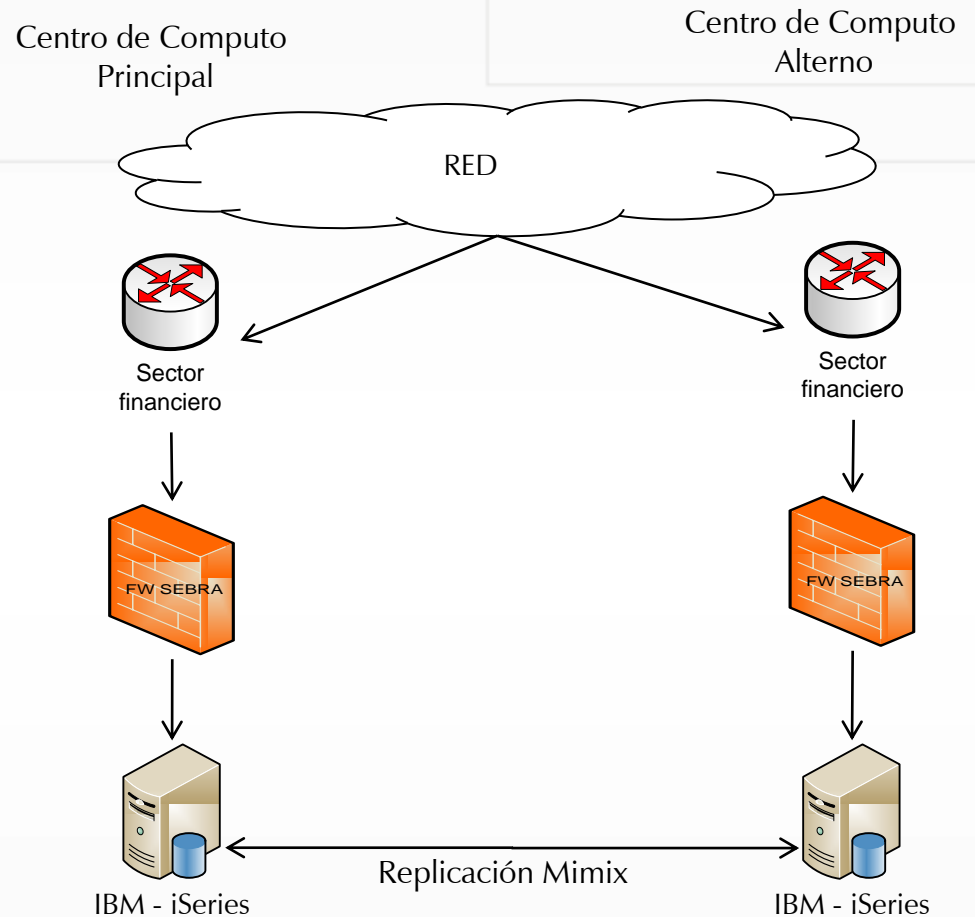 Centro de Computo
Principal
Centro de Computo
Alterno
RED
Sector
financiero
Sector
financiero
FW SEBRA
FW SEBRA
Replicación Mimix
IBM - iSeries
IBM - iSeries